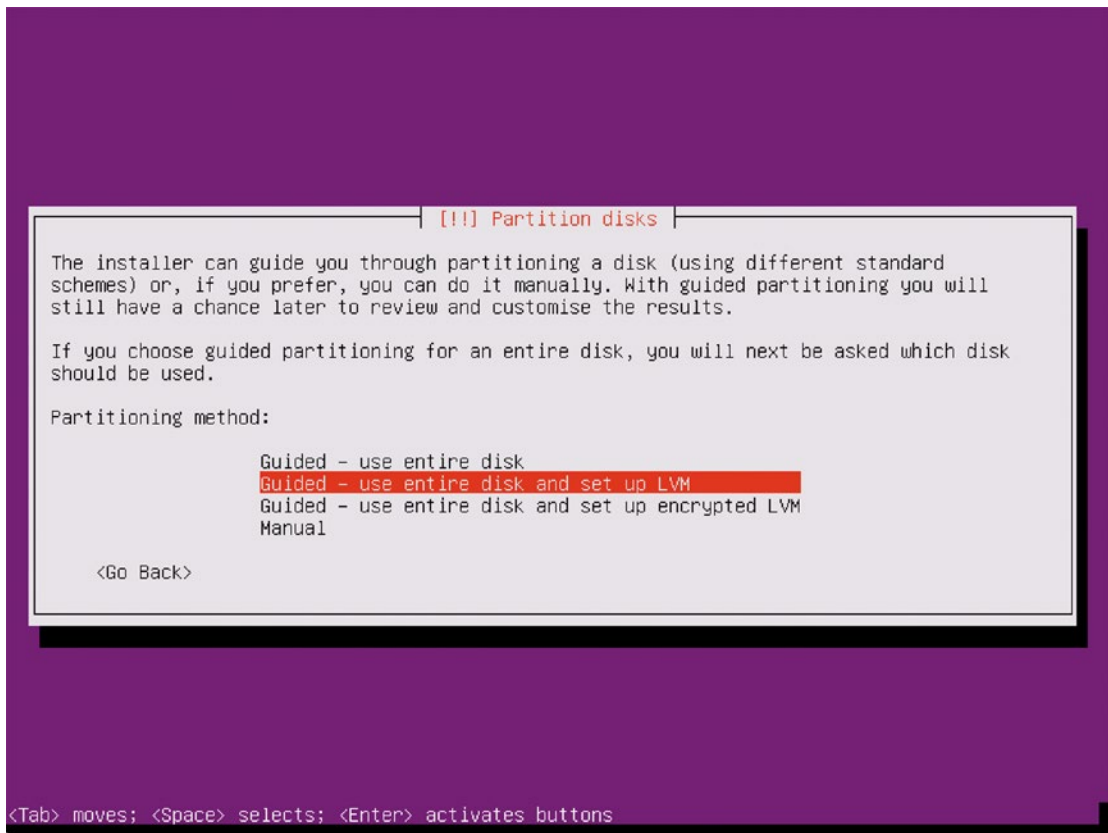 [!!] Partition disks
The installer can guide you through partitioning a disk (using different standard
schemes) or, if you prefer, you can do it manually. With guided partitioning you will
still have a chance later to review and customise the results.
If you choose guided partitioning for an entire disk, you will next be asked which disk
should be used.
Partitioning method:
Guided – use entire disk
Guided – use entire disk and set up LVM
Guided – use entire disk and set up encrypted LVM
Manual
<Go Back>
<Tab> moves; <Space> selects; <Enter> activates buttons